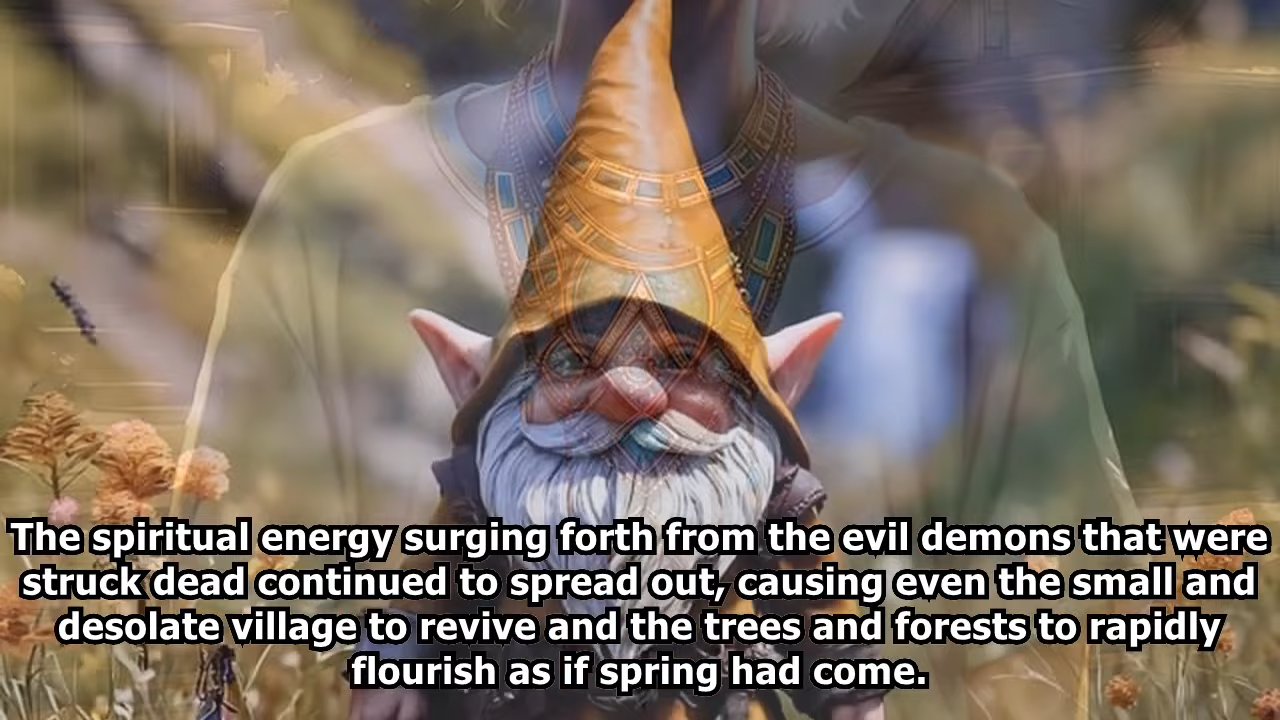 The spiritual energy surging forth from the evil demons that were
struck dead continued to spread out, causing even the small and
desolate village to revive and the trees and forests to rapidly
flourish as if spring had come.